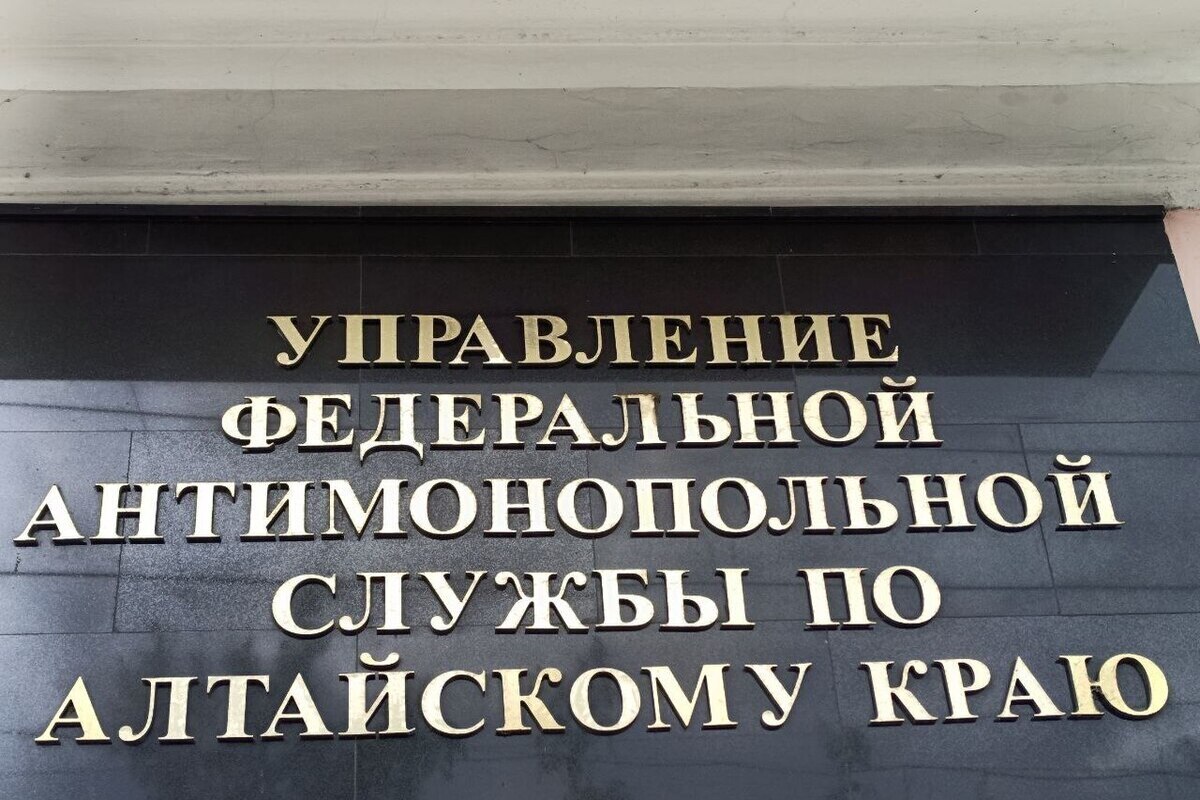 УПРАВЛЕНИЕ
ФЕДЕРАЛЬНОЙ
АНТИМОНОПОЛЬНОЙ
СЛУЖБЫ ПО
АЛТАЙСКОМУ КРАЮ